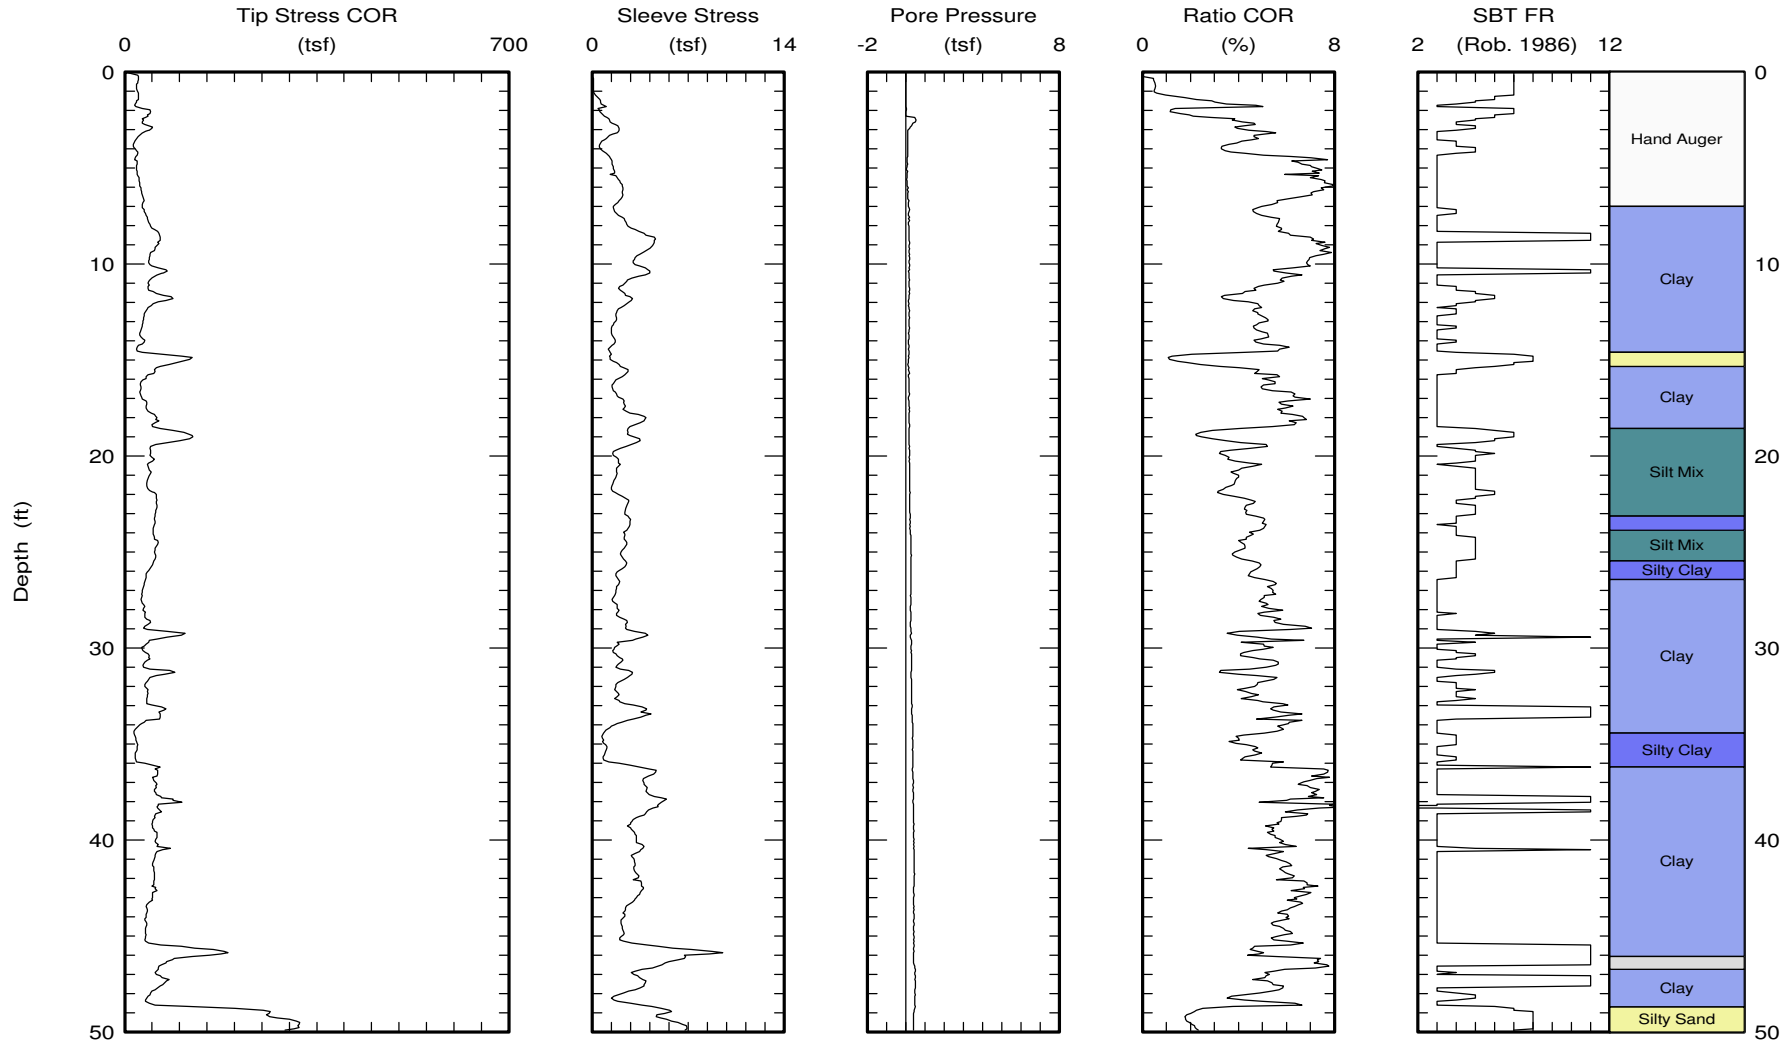 Tip Stress COR
Sleeve Stress
Pore Pressure
Ratio COR
SBT FR
0 (tsf) 700
0 (tsf) 14
-2 (tsf) 8
0 (%) 8
2 (Rob. 1986) 12
0
0
Hand Auger
10
10
Clay
Clay
20
20
Silt Mix
Depth (ft)
Silt Mix
Silty Clay
30
30
Clay
Silty Clay
40
40
Clay
Clay
Silty Sand
50
50